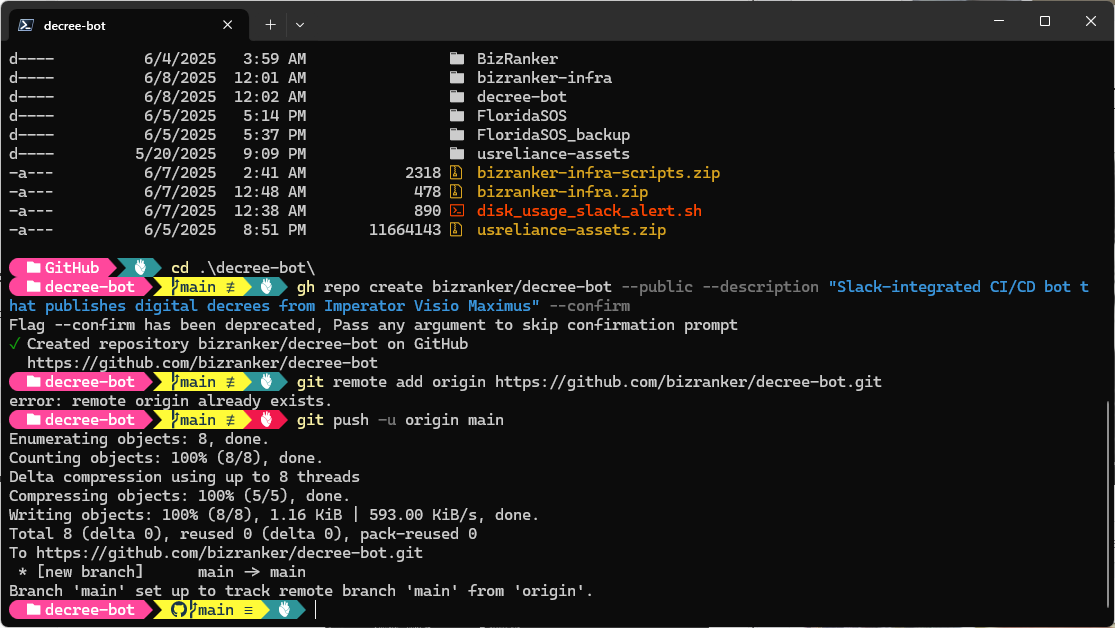 decree-bot
d---- 6/4/2025 3:59 AM BizRanker
d---- 6/8/2025 12:01 AM bizranker-infra
d---- 6/8/2025 12:02 AM decree-bot
d---- 6/5/2025 5:14 PM FloridaSOS
d---- 6/5/2025 5:37 PM FloridaSOS_backup
d---- 5/20/2025 9:09 PM usreliance-assets
-a--- 6/7/2025 2:41 AM 2318 bizranker-infra-scripts.zip
-a--- 6/7/2025 12:48 AM 478 bizranker-infra.zip
-a--- 6/7/2025 12:38 AM 890 disk_usage_slack_alert.sh
-a--- 6/5/2025 8:51 PM 11664143 usreliance-assets.zip
GitHub cd .\decree-bot\
decree-bot main ≢ gh repo create bizranker/decree-bot --public --description "Slack-integrated CI/CD bot t
hat publishes digital decrees from Imperator Visio Maximus" --confirm
Flag --confirm has been deprecated, Pass any argument to skip confirmation prompt
✓ Created repository bizranker/decree-bot on GitHub
https://github.com/bizranker/decree-bot
decree-bot main ≢ git remote add origin https://github.com/bizranker/decree-bot.git
error: remote origin already exists.
decree-bot main ≢ git push -u origin main
Enumerating objects: 8, done.
Counting objects: 100% (8/8), done.
Delta compression using up to 8 threads
Compressing objects: 100% (5/5), done.
Writing objects: 100% (8/8), 1.16 KiB | 593.00 KiB/s, done.
Total 8 (delta 0), reused 0 (delta 0), pack-reused 0
To https://github.com/bizranker/decree-bot.git
* [new branch] main -> main
Branch 'main' set up to track remote branch 'main' from 'origin'.
decree-bot main ≡